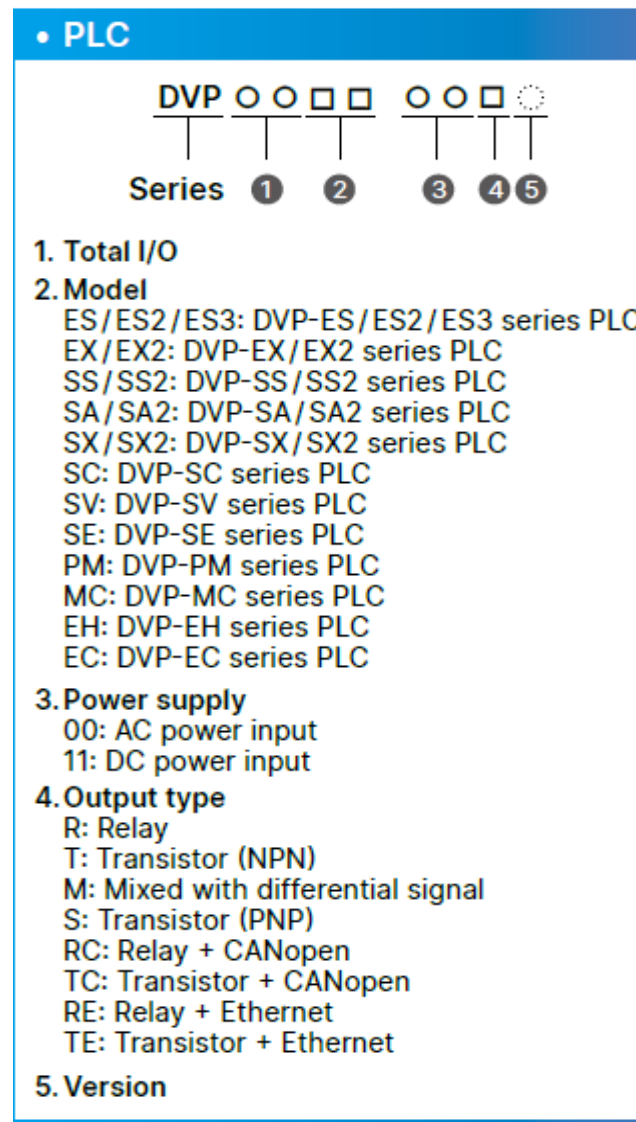 • PLC
DVP ○ ○ □ □ ○ ○ □ ◌
Series 1 2 3 4 5
1. Total I/O
2. Model
ES/ES2/ES3: DVP-ES/ES2/ES3 series PLC
EX/EX2: DVP-EX/EX2 series PLC
SS/SS2: DVP-SS/SS2 series PLC
SA/SA2: DVP-SA/SA2 series PLC
SX/SX2: DVP-SX/SX2 series PLC
SC: DVP-SC series PLC
SV: DVP-SV series PLC
SE: DVP-SE series PLC
PM: DVP-PM series PLC
MC: DVP-MC series PLC
EH: DVP-EH series PLC
EC: DVP-EC series PLC
3. Power supply
00: AC power input
11: DC power input
4. Output type
R: Relay
T: Transistor (NPN)
M: Mixed with differential signal
S: Transistor (PNP)
RC: Relay + CANopen
TC: Transistor + CANopen
RE: Relay + Ethernet
TE: Transistor + Ethernet
5. Version